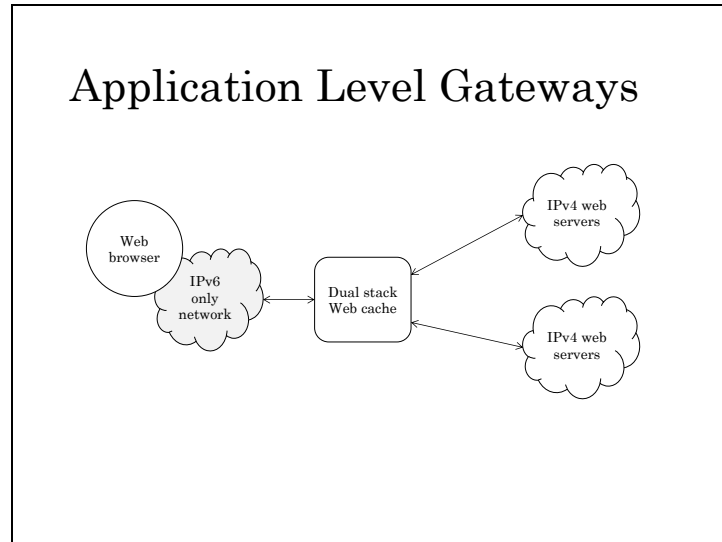 Application Level Gateways
Web
browser
IPv6
only
network
Dual stack
Web cache
IPv4 web
servers
IPv4 web
servers